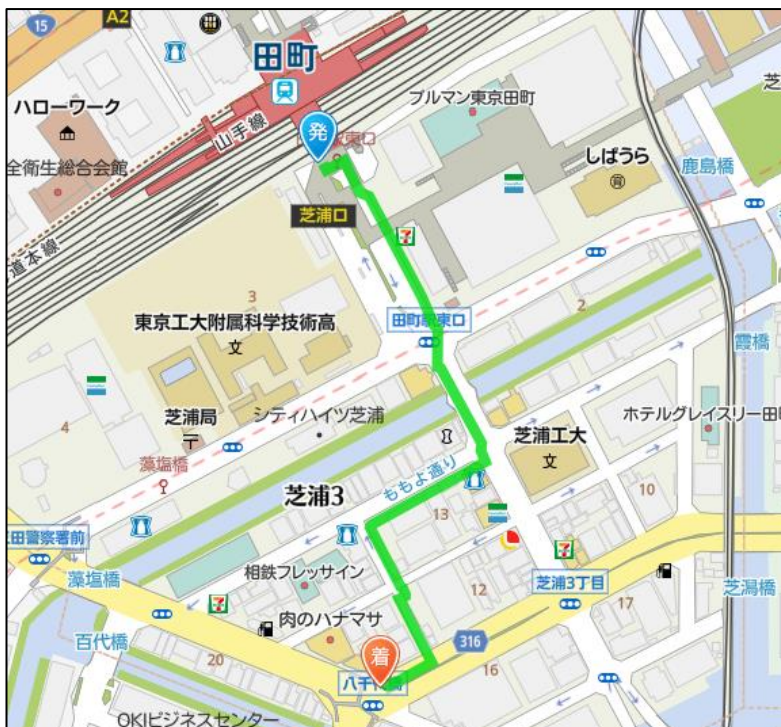 15
A2
田町
ハローワーク
山手線
プルマン東京田町
芝
発
東口
全衛生総合会館
しばうら
鹿島橋
芝浦口
道本線
3
2
東京工大附属科学技術高
文
田町駅東口
霞橋
4
芝浦局
シティハイツ芝浦
ホテルグレイスリー田町
藻塩橋
芝浦工大
文
ももよ通り
芝浦3
13
10
田警察署前
相鉄フレッサイン
12
芝浦3丁目
藻塩橋
芝潟橋
肉のハナマサ
17
百代橋
316
20
着
16
OKIビジネスセンター